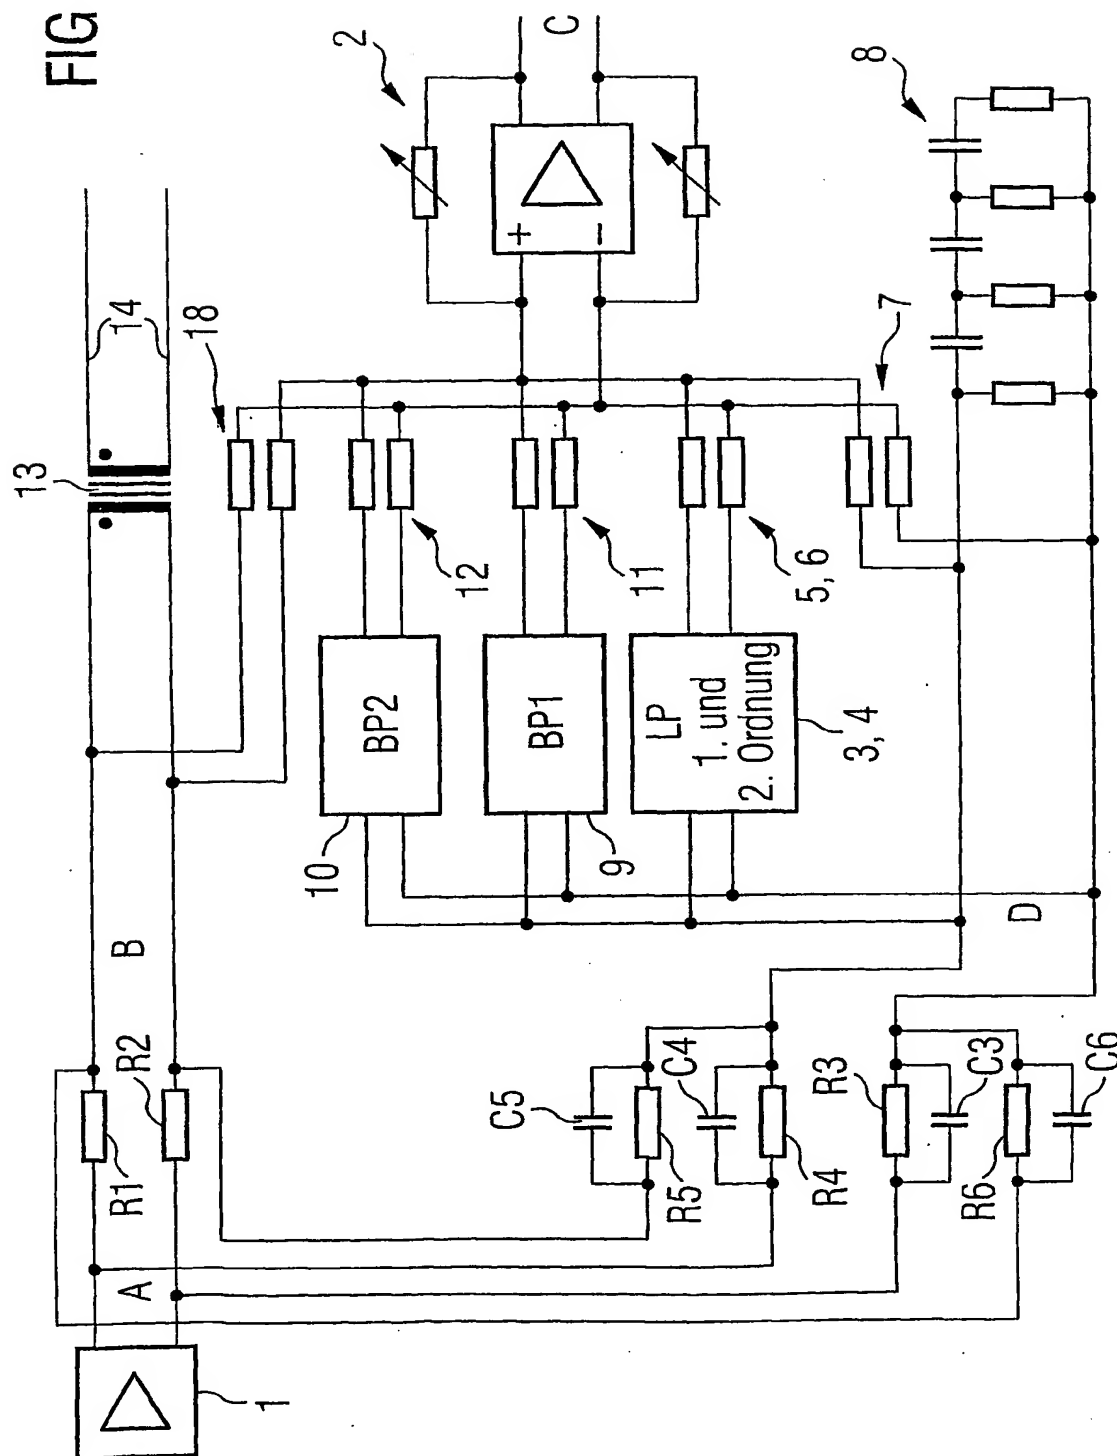 FIG
13
14
18
2
C
B
R1
R2
A
1
BP2
10
12
BP1
9
11
LP
1. und
2. Ordnung
3, 4
5, 6
7
8
D
C5
R5
C4
R4
R3
C3
R6
C6
+
−